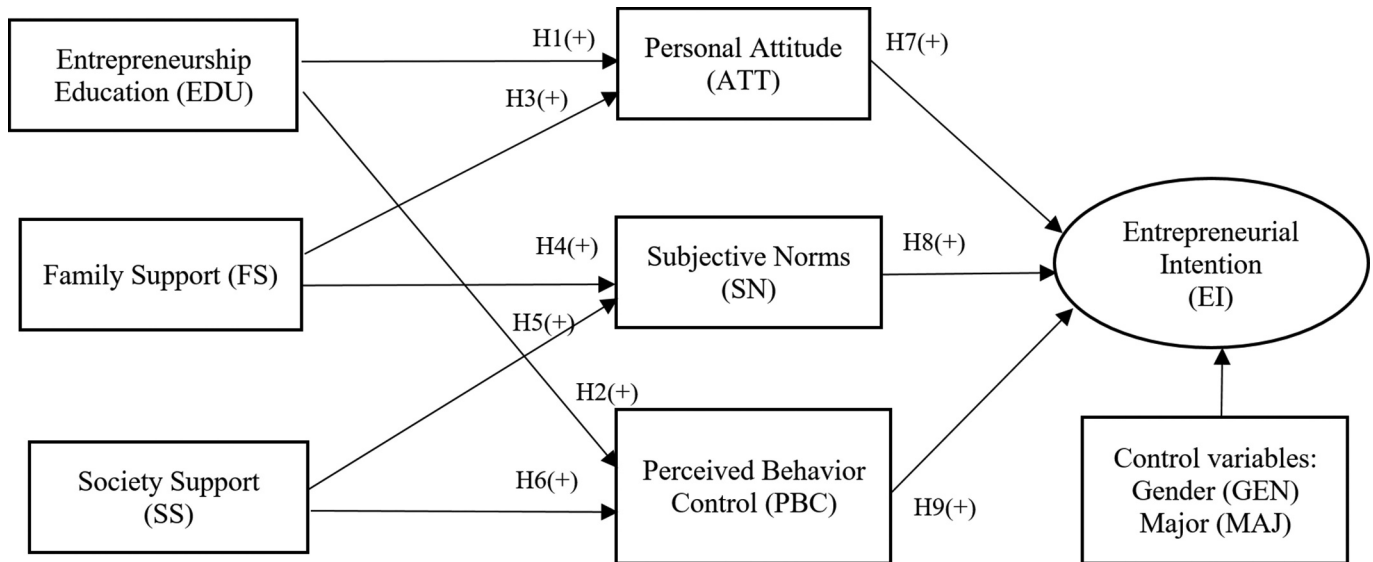 Entrepreneurship
Education (EDU)
H1(+)
Personal Attitude
(ATT)
H7(+)
H3(+)
Family Support (FS)
H4(+)
Subjective Norms
(SN)
H8(+)
Entrepreneurial
Intention
(EI)
H5(+)
H2(+)
Society Support
(SS)
H6(+)
Perceived Behavior
Control (PBC)
H9(+)
Control variables:
Gender (GEN)
Major (MAJ)